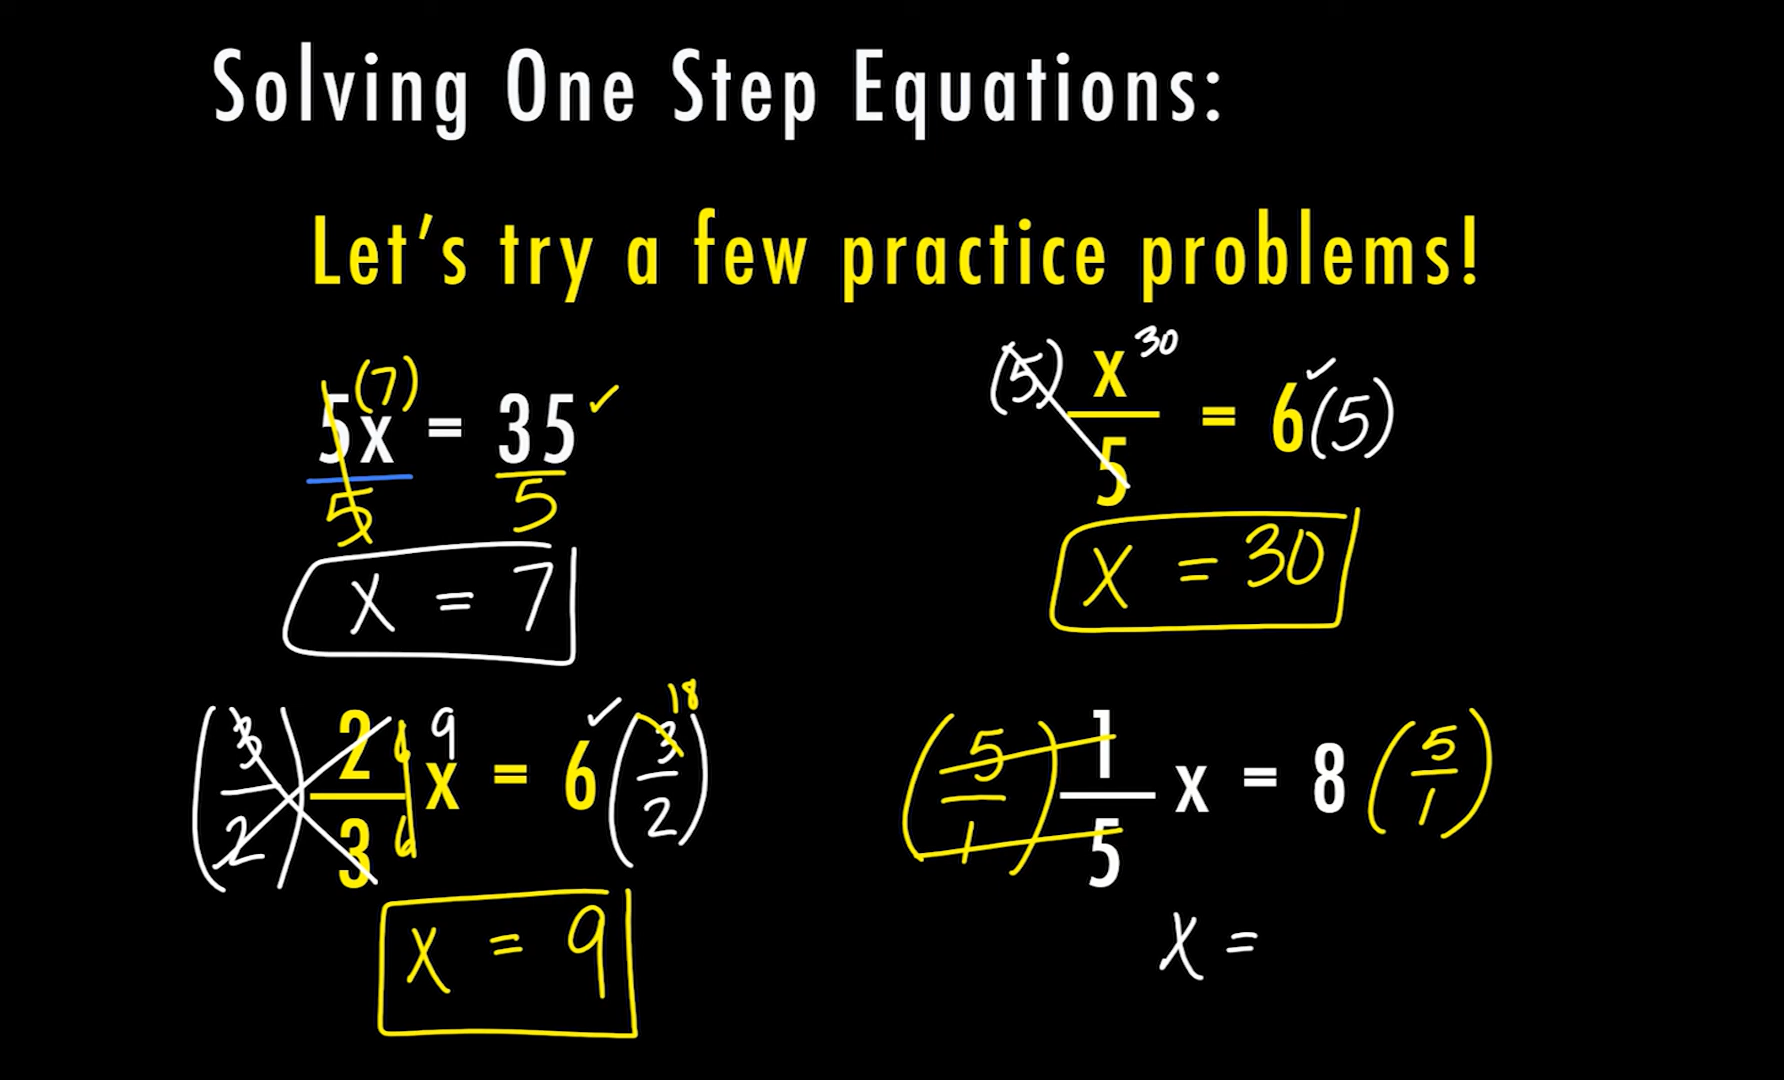 Solving One Step Equations:
Let's try a few practice problems!
5x (7) = 35 ✓
5 5
x = 7
(5) x 30 = 6 (5) ✓
5
x = 30
(3/2) 2/3 x 9 = 6 (3/2) 18 ✓
x = 9
(5/1) 1/5 x = 8 (5/1)
x =